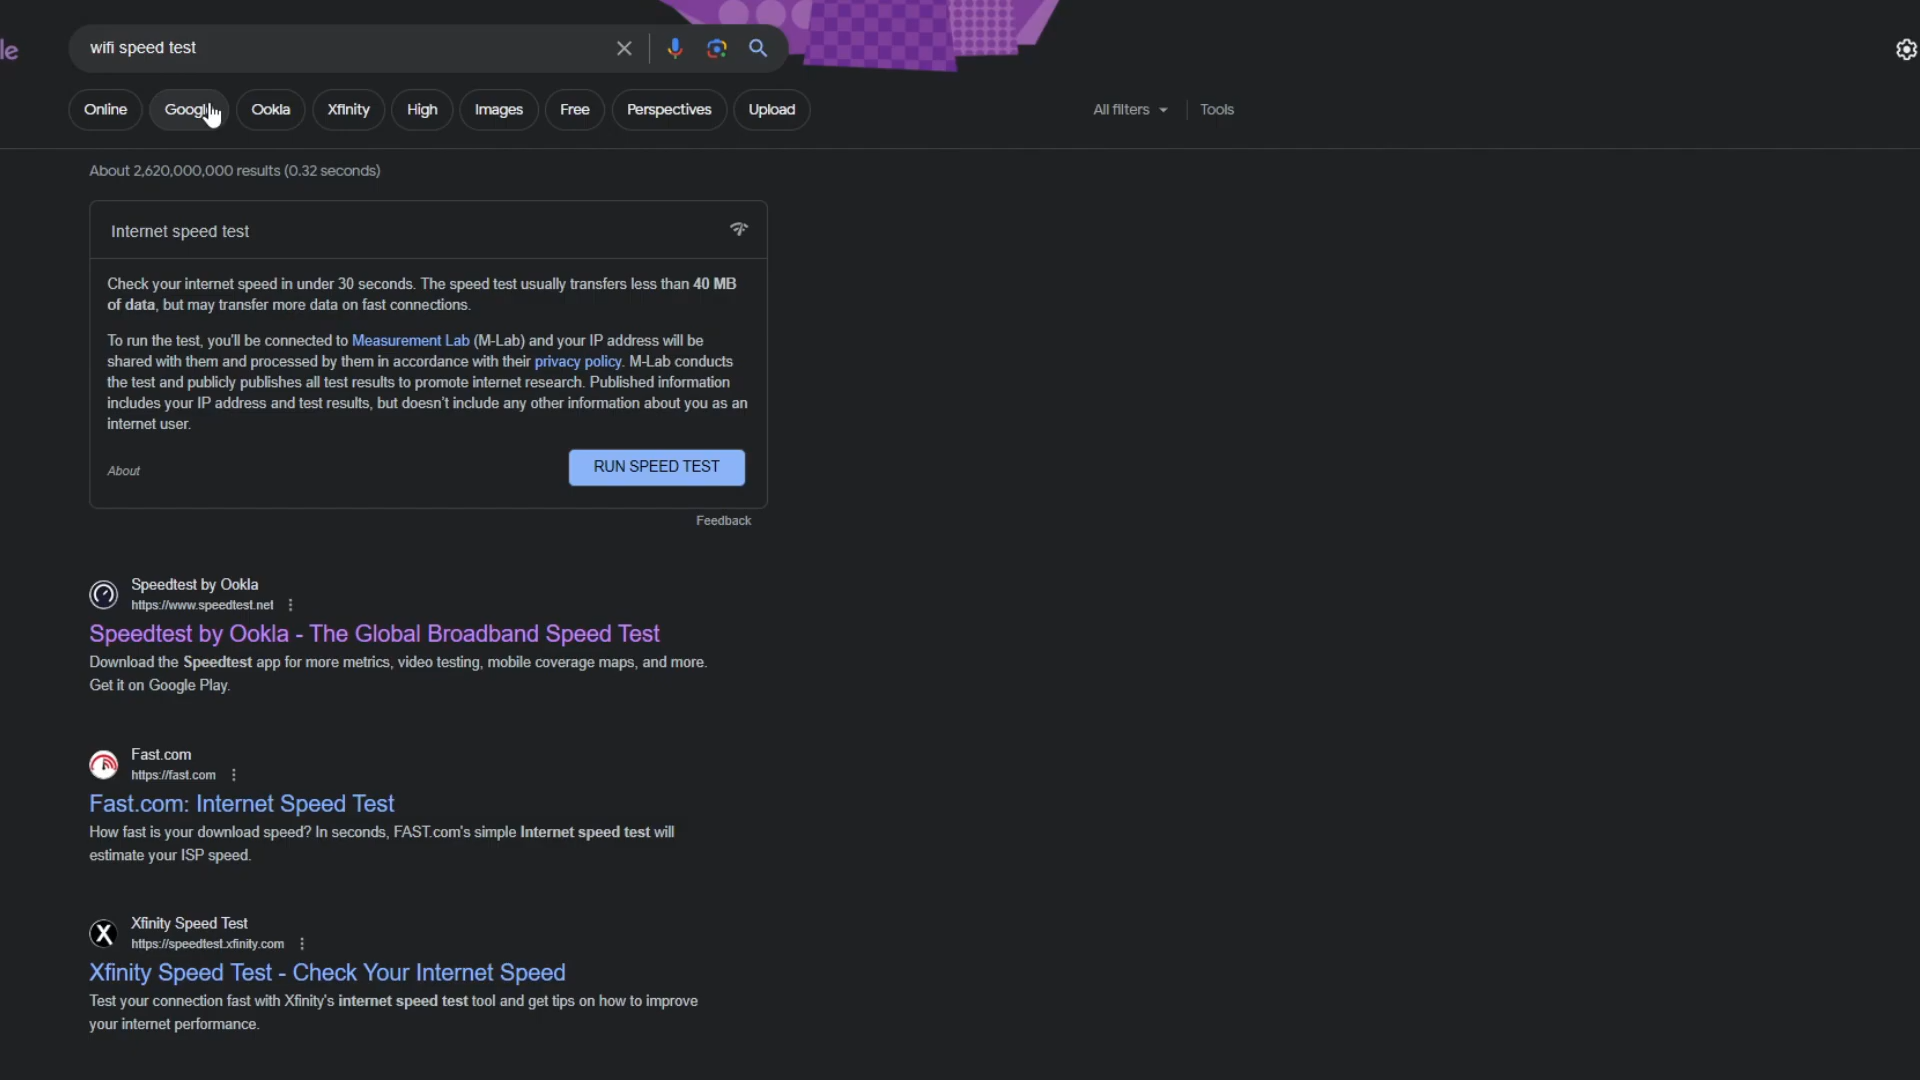 le
wifi speed test
Online
Google
Ookla
Xfinity
High
Images
Free
Perspectives
Upload
All filters
Tools
About 2,620,000,000 results (0.32 seconds)
Internet speed test
Check your internet speed in under 30 seconds. The speed test usually transfers less than 40 MB
of data, but may transfer more data on fast connections.
To run the test, you'll be connected to Measurement Lab (M-Lab) and your IP address will be
shared with them and processed by them in accordance with their privacy policy. M-Lab conducts
the test and publicly publishes all test results to promote internet research. Published information
includes your IP address and test results, but doesn't include any other information about you as an
internet user.
About
RUN SPEED TEST
Feedback
Speedtest by Ookla
https://www.speedtest.net
Speedtest by Ookla - The Global Broadband Speed Test
Download the Speedtest app for more metrics, video testing, mobile coverage maps, and more.
Get it on Google Play.
Fast.com
https://fast.com
Fast.com: Internet Speed Test
How fast is your download speed? In seconds, FAST.com's simple Internet speed test will
estimate your ISP speed.
X
Xfinity Speed Test
https://speedtest.xfinity.com
Xfinity Speed Test - Check Your Internet Speed
Test your connection fast with Xfinity's internet speed test tool and get tips on how to improve
your internet performance.